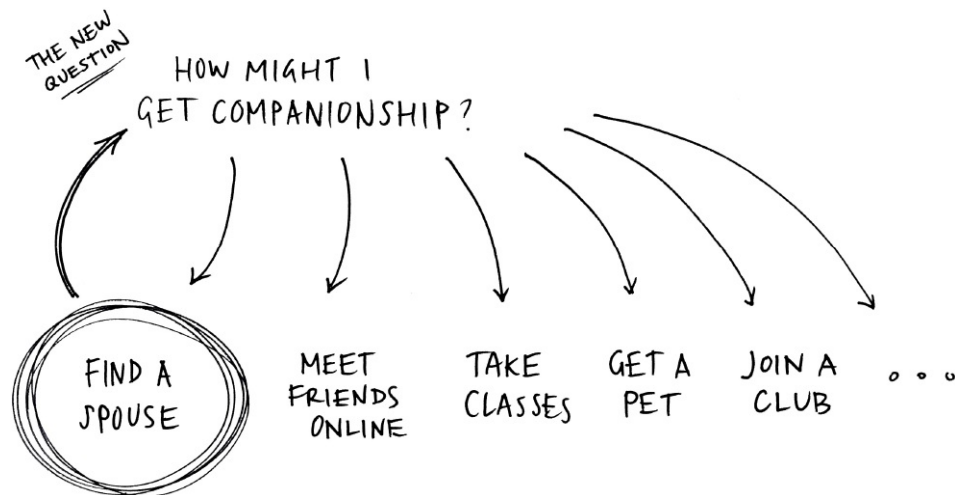 THE NEW
QUESTION
HOW MIGHT I
GET COMPANIONSHIP?
FIND A
SPOUSE
MEET
FRIENDS
ONLINE
TAKE
CLASSES
GET A
PET
JOIN A
CLUB
...